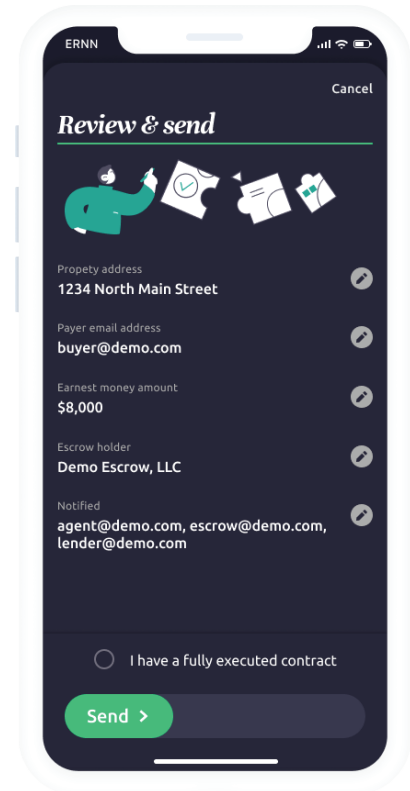 ERNN
Cancel
Review & send
Propety address
1234 North Main Street
Payer email address
buyer@demo.com
Earnest money amount
$8,000
Escrow holder
Demo Escrow, LLC
Notified
agent@demo.com, escrow@demo.com,
lender@demo.com
I have a fully executed contract
Send >